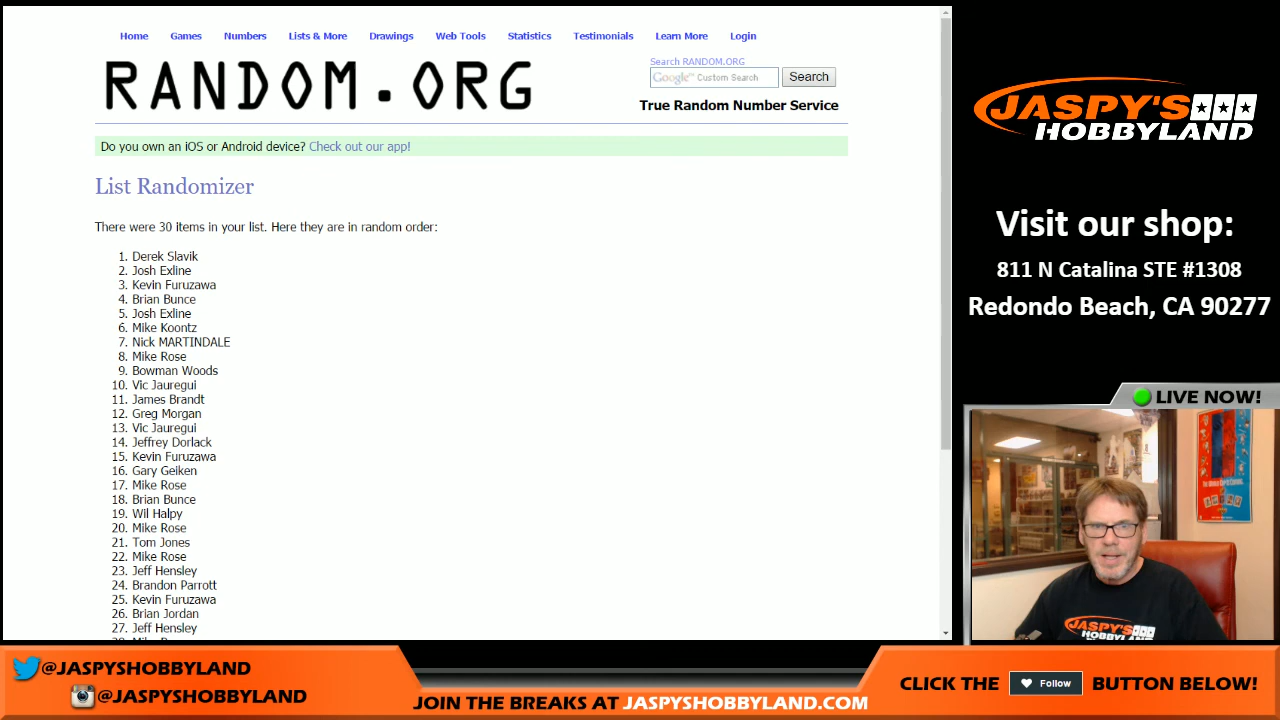 Home Games Numbers Lists & More Drawings Web Tools Statistics Testimonials Learn More Login
RANDOM.ORG
Search RANDOM.ORG
Google™ Custom Search Search
True Random Number Service
Do you own an iOS or Android device? Check out our app!
List Randomizer
There were 30 items in your list. Here they are in random order:
1. Derek Slavik
2. Josh Exline
3. Kevin Furuzawa
4. Brian Bunce
5. Josh Exline
6. Mike Koontz
7. Nick MARTINDALE
8. Mike Rose
9. Bowman Woods
10. Vic Jauregui
11. James Brandt
12. Greg Morgan
13. Vic Jauregui
14. Jeffrey Dorlack
15. Kevin Furuzawa
16. Gary Geiken
17. Mike Rose
18. Brian Bunce
19. Wil Halpy
20. Mike Rose
21. Tom Jones
22. Mike Rose
23. Jeff Hensley
24. Brandon Parrott
25. Kevin Furuzawa
26. Brian Jordan
27. Jeff Hensley
JASPY'S
HOBBYLAND
Visit our shop:
811 N Catalina STE #1308
Redondo Beach, CA 90277
LIVE NOW!
JASPY'S
HOBBYLAND
@JASPYSHOBBYLAND
@JASPYSHOBBYLAND
JOIN THE BREAKS AT JASPYSHOBBYLAND.COM
CLICK THE Follow BUTTON BELOW!